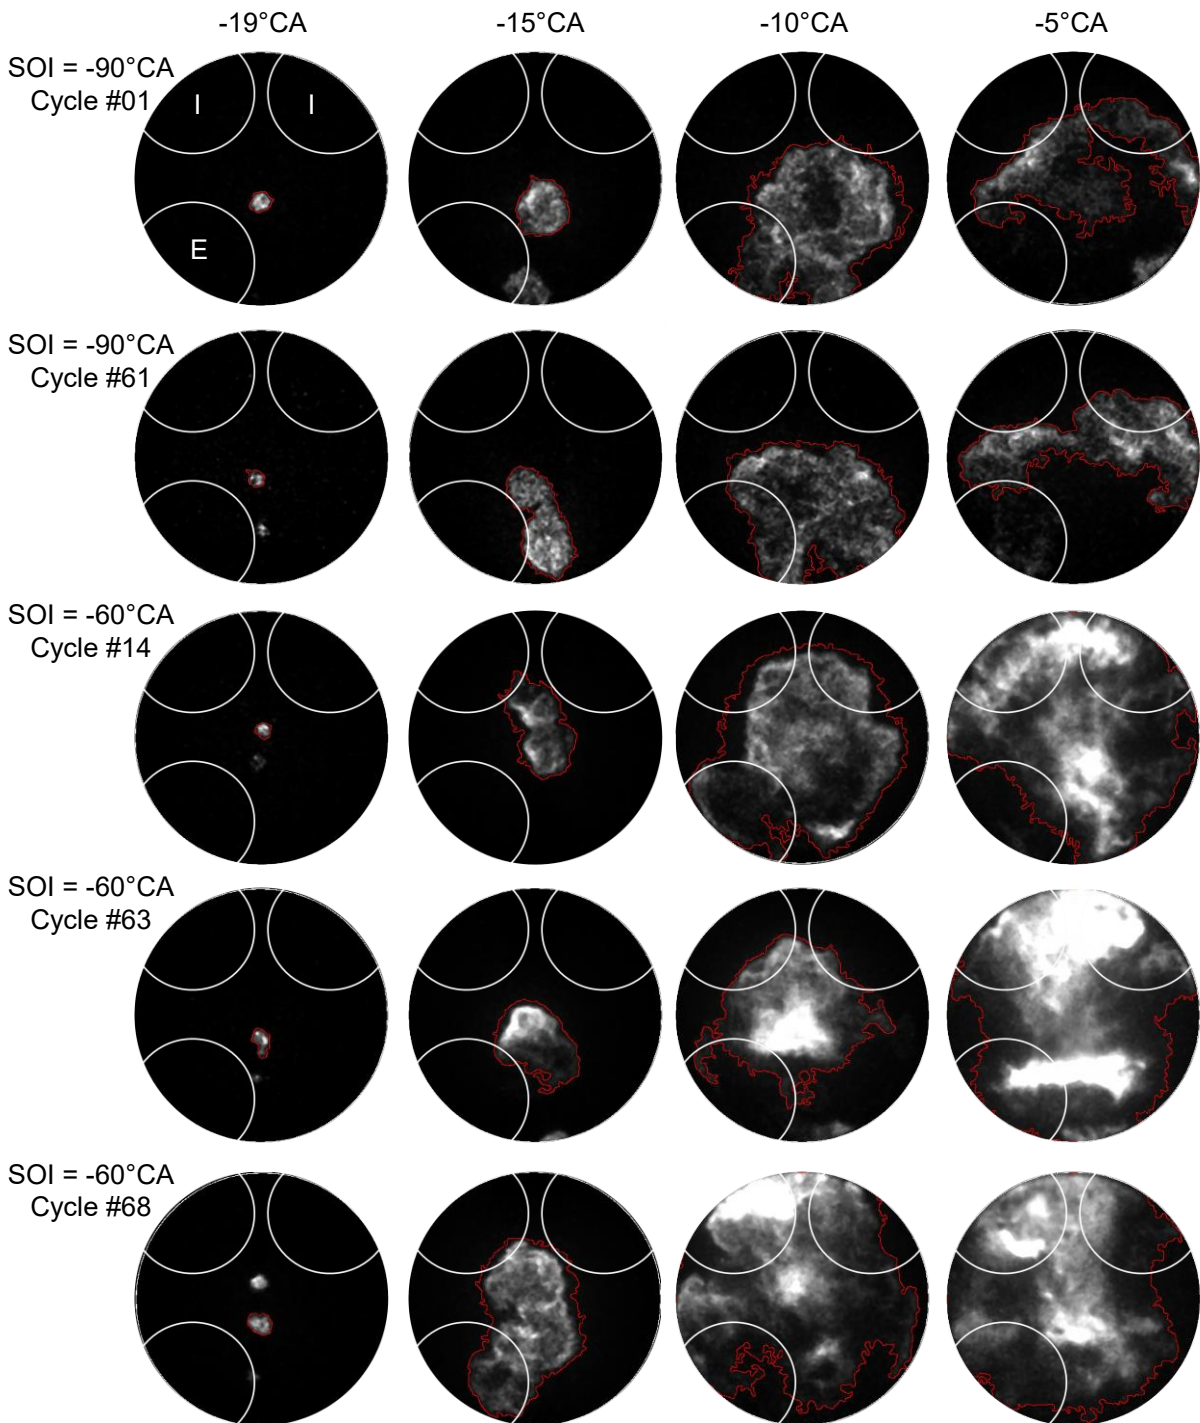 -19°CA -15°CA -10°CA -5°CA
SOI = -90°CA
Cycle #01
I I
E
SOI = -90°CA
Cycle #61
SOI = -60°CA
Cycle #14
SOI = -60°CA
Cycle #63
SOI = -60°CA
Cycle #68